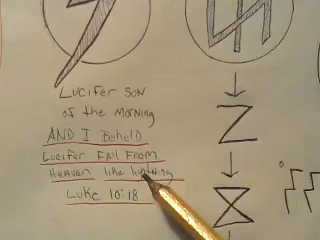 LUCIFER SON
of the MORNING
AND I Beheld
Lucifer Fall From
Heaven like lightning
Luke 10:18
Z